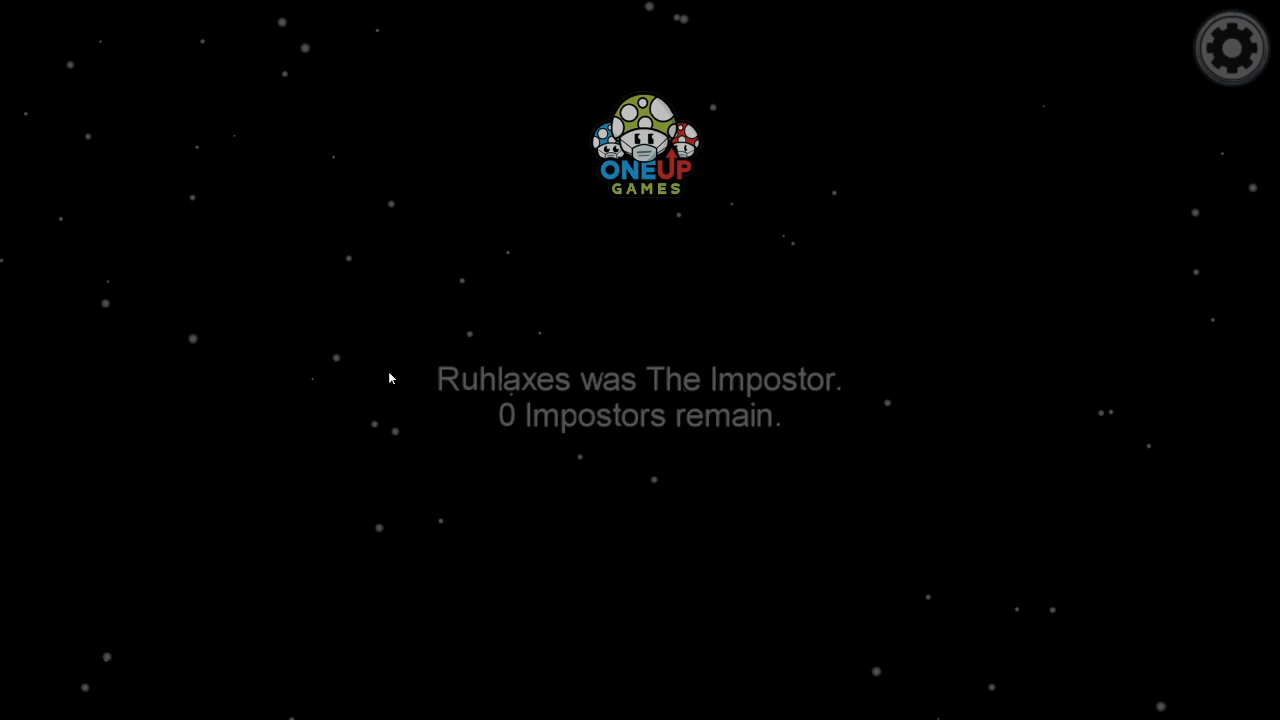 ONEUP
GAMES
Ruhlaxes was The Impostor.
0 Impostors remain.